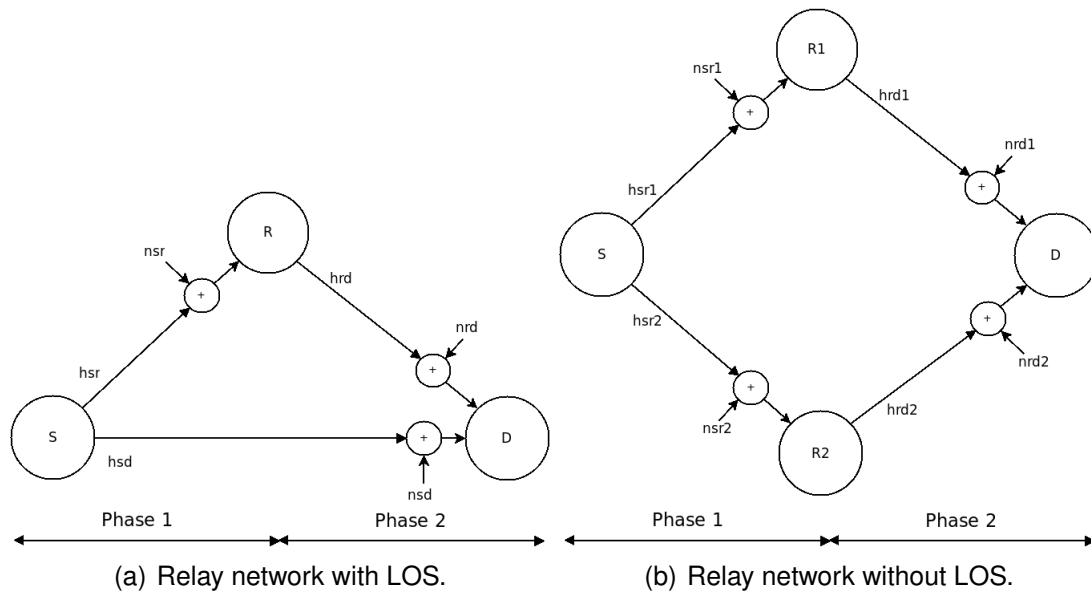 R
nsr
+
hrd
nrd
+
hsr
S
+
D
hsd
nsd
Phase 1
Phase 2
(a) Relay network with LOS.
R1
nsr1
+
hrd1
nrd1
+
hsr1
S
D
hsr2
+
nrd2
+
nsr2
hrd2
R2
Phase 1
Phase 2
(b) Relay network without LOS.